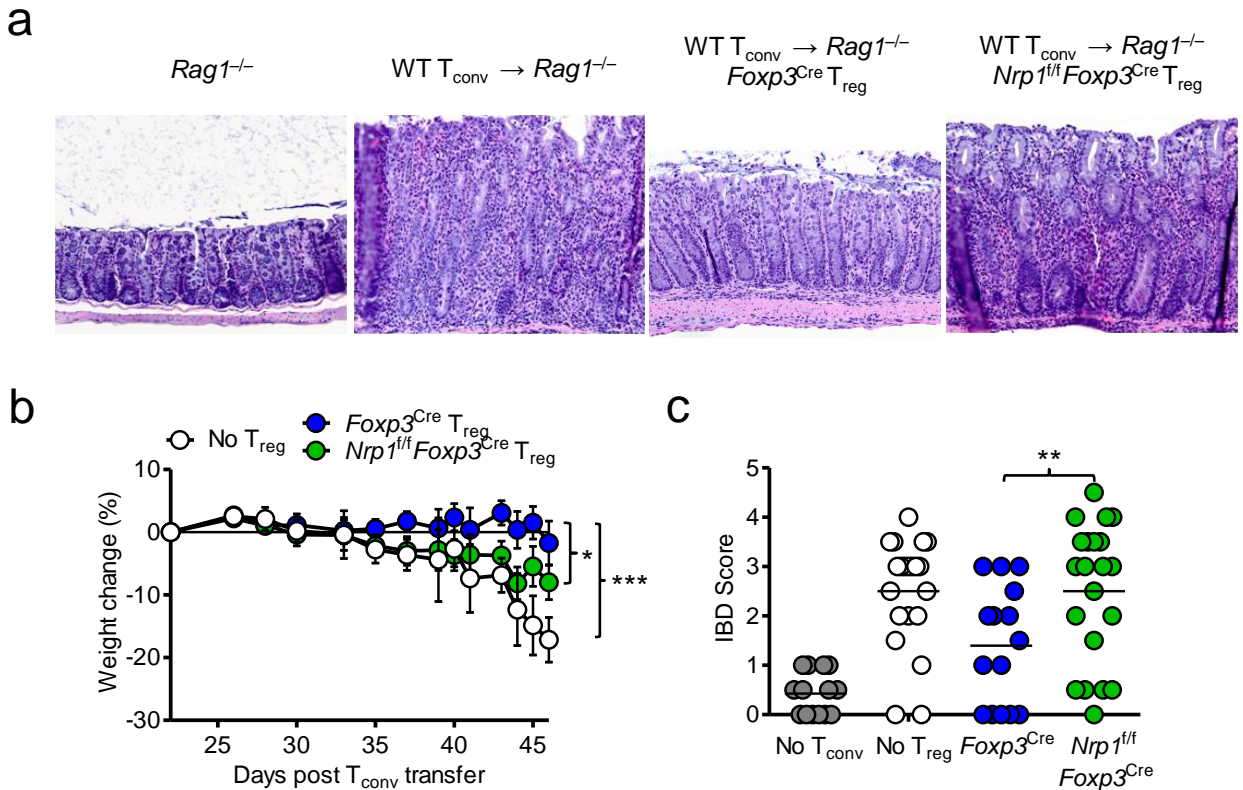 a
Rag1–/–
WT Tconv → Rag1–/–
WT Tconv → Rag1–/–
Foxp3Cre Treg
WT Tconv → Rag1–/–
Nrp1f/fFoxp3Cre Treg
b
No Treg
Foxp3Cre Treg
Nrp1f/fFoxp3Cre Treg
Weight change (%)
10
0
-10
-20
-30
*
***
25
30
35
40
45
Days post Tconv transfer
c
**
IBD Score
5
4
3
2
1
0
No Tconv
No Treg
Foxp3Cre
Nrp1f/f
Foxp3Cre